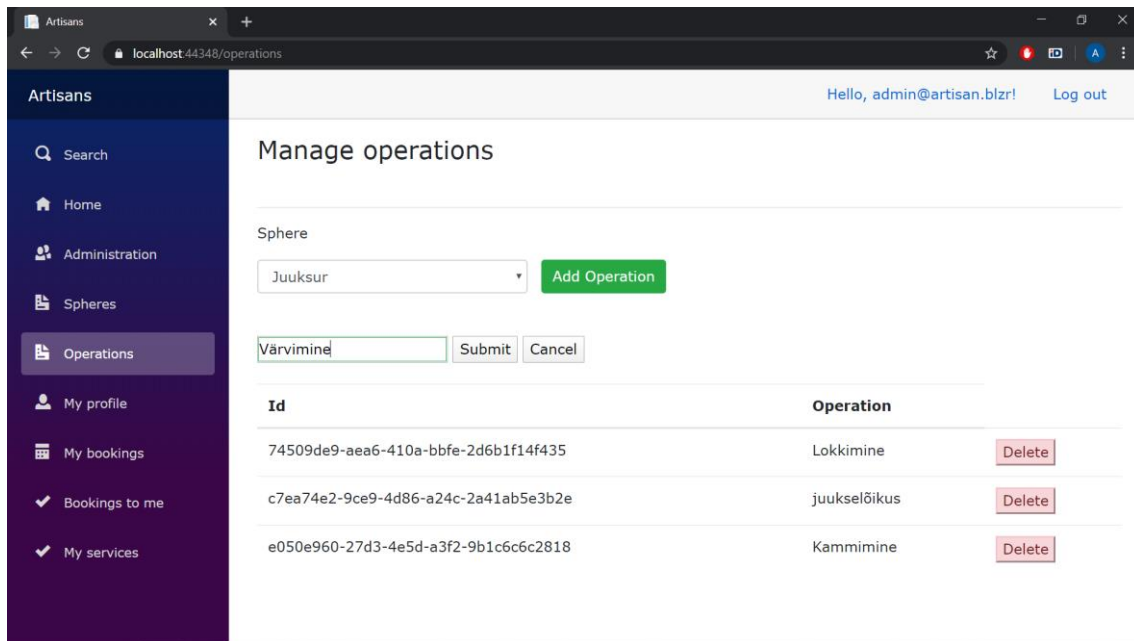 Artisans
localhost:44348/operations
A
Artisans
Hello, admin@artisan.blzr! Log out
Search
Home
Administration
Spheres
Operations
My profile
My bookings
Bookings to me
My services
Manage operations
Sphere
Juuksur Add Operation
Värvimine Submit Cancel
Id Operation
74509de9-aea6-410a-bbfe-2d6b1f14f435 Lokkimine Delete
c7ea74e2-9ce9-4d86-a24c-2a41ab5e3b2e juukselõikus Delete
e050e960-27d3-4e5d-a3f2-9b1c6c6c2818 Kammimine Delete